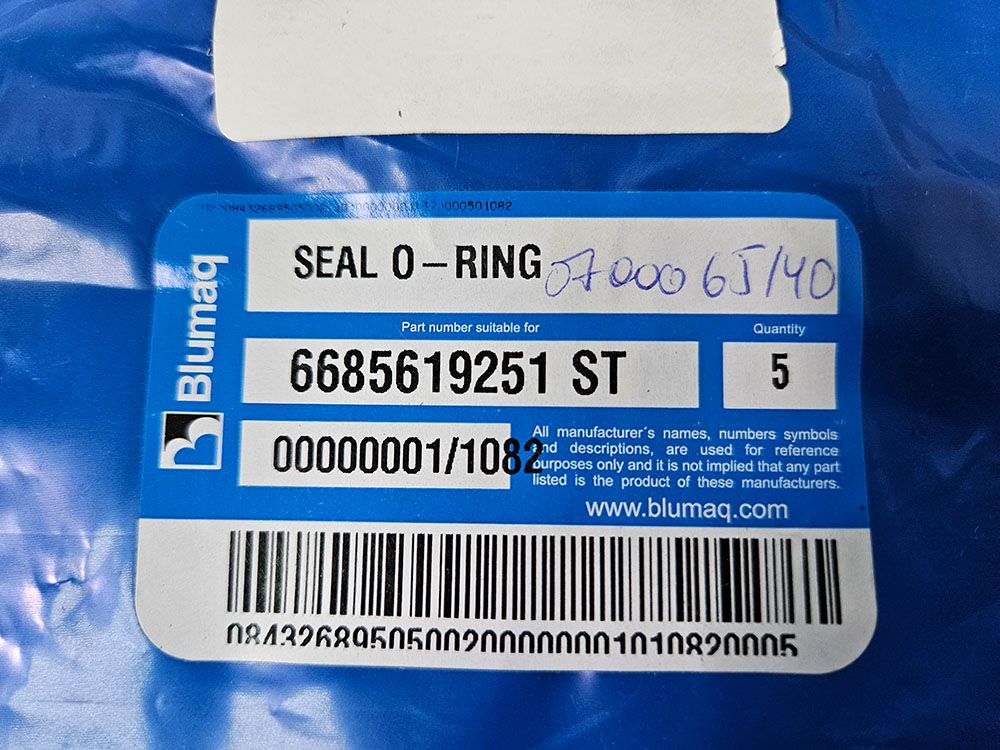 SEAL O-RING 07000 65/40
Part number suitable for
Quantity
6685619251 ST
5
00000001/1082
All manufacturer´s names, numbers symbols
and descriptions, are used for reference
purposes only and it is not implied that any part
listed is the product of these manufacturers.
www.blumaq.com
Blumaq
0843268950500200000001010820005